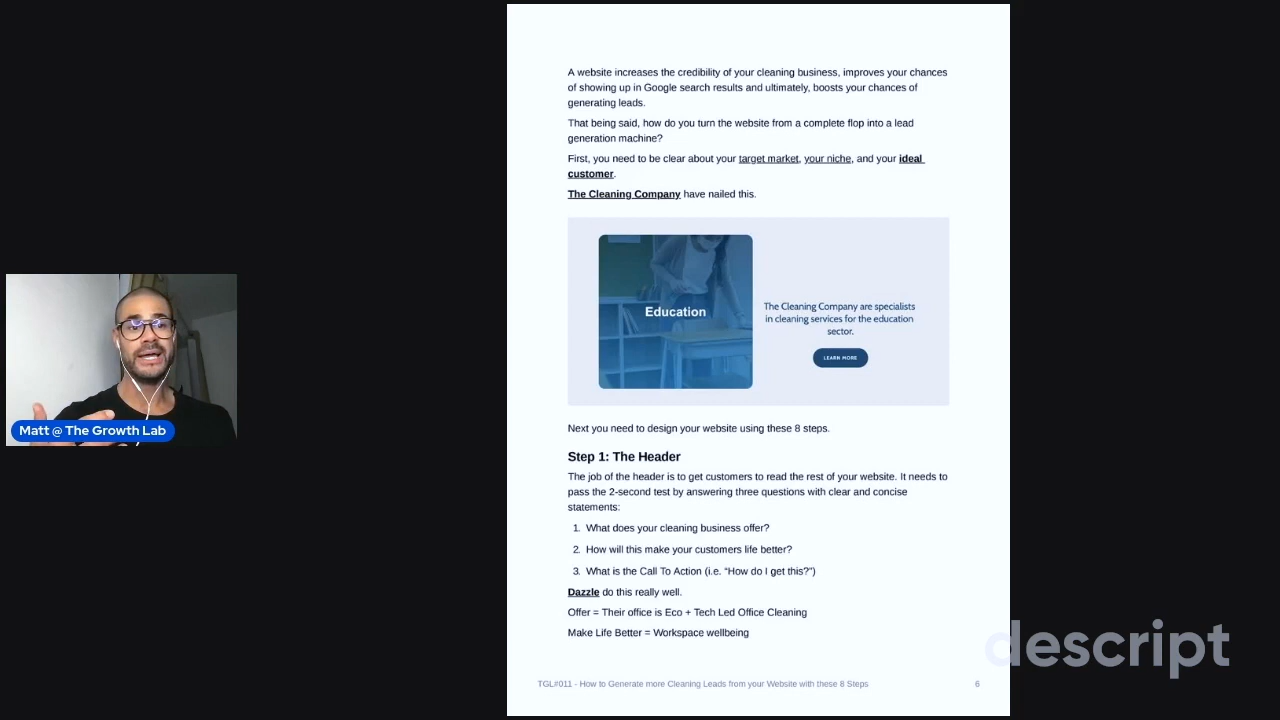 A website increases the credibility of your cleaning business, improves your chances
of showing up in Google search results and ultimately, boosts your chances of
generating leads.
That being said, how do you turn the website from a complete flop into a lead
generation machine?
First, you need to be clear about your target market, your niche, and your ideal
customer.
The Cleaning Company have nailed this.
Education
The Cleaning Company are specialists
in cleaning services for the education
sector.
LEARN MORE
Next you need to design your website using these 8 steps.
Step 1: The Header
The job of the header is to get customers to read the rest of your website. It needs to
pass the 2-second test by answering three questions with clear and concise
statements:
1. What does your cleaning business offer?
2. How will this make your customers life better?
3. What is the Call To Action (i.e. “How do I get this?”)
Dazzle do this really well.
Offer = Their office is Eco + Tech Led Office Cleaning
Make Life Better = Workspace wellbeing
TGL#011 - How to Generate more Cleaning Leads from your Website with these 8 Steps
6
Matt @ The Growth Lab
descript